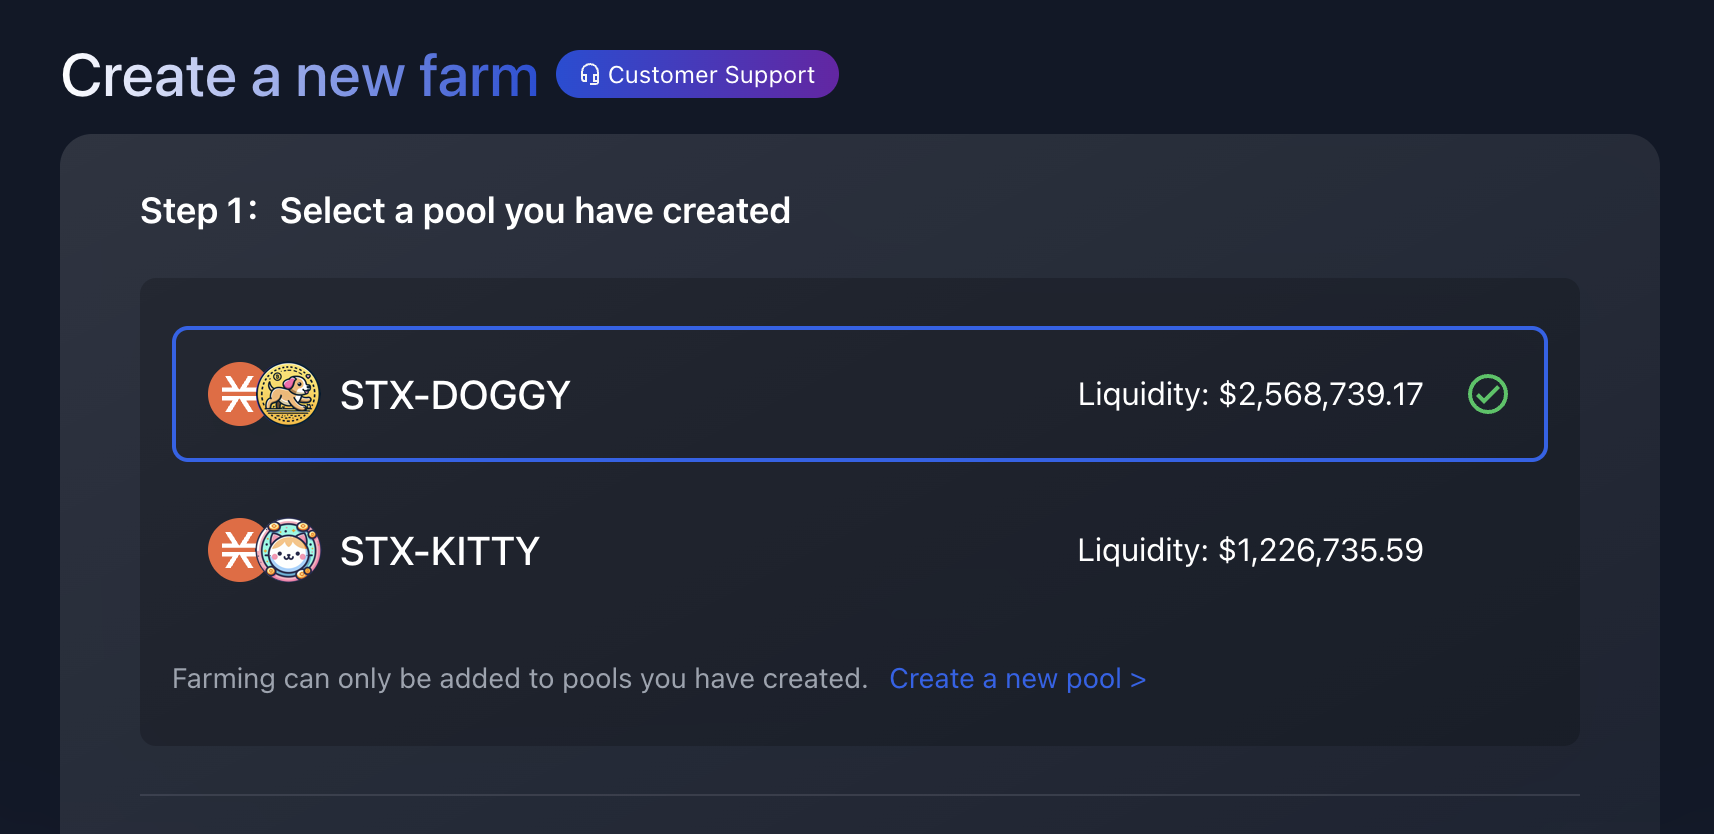 Create a new farm
Customer Support
Step 1: Select a pool you have created
STX-DOGGY
Liquidity: $2,568,739.17
STX-KITTY
Liquidity: $1,226,735.59
Farming can only be added to pools you have created. Create a new pool >